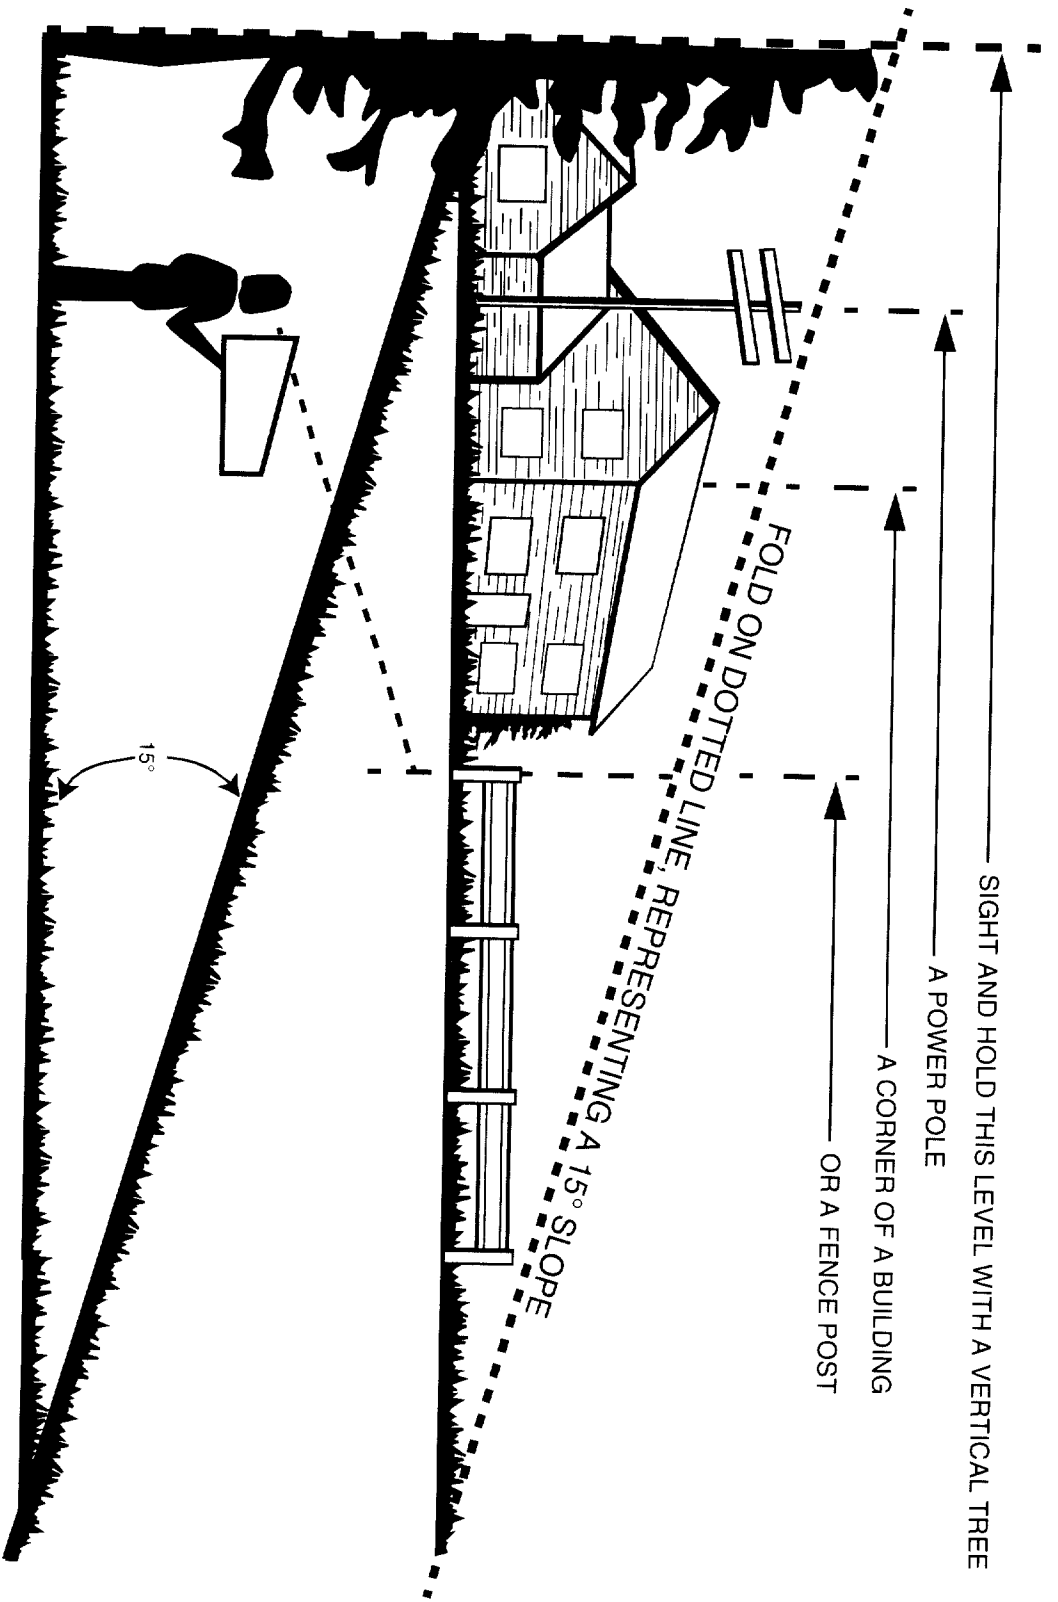 SIGHT AND HOLD THIS LEVEL WITH A VERTICAL TREE
A POWER POLE
A CORNER OF A BUILDING
OR A FENCE POST
FOLD ON DOTTED LINE, REPRESENTING A 15° SLOPE
15°